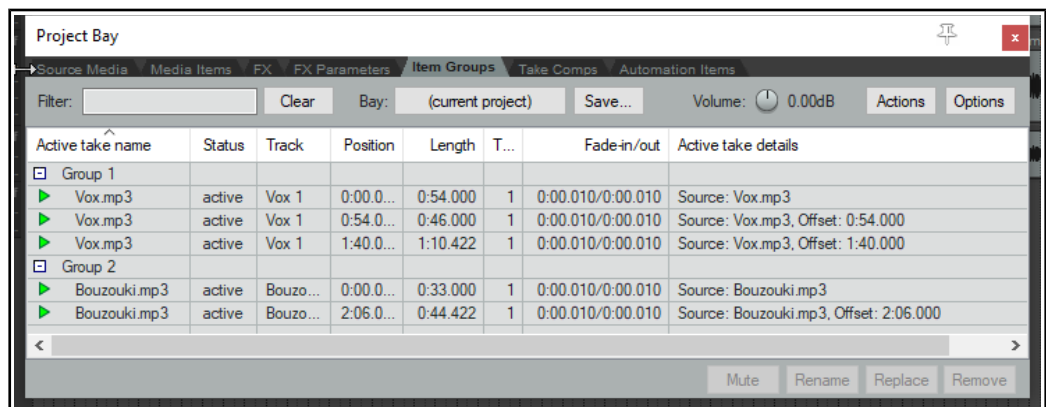 Project Bay
x
Source Media Media Items FX FX Parameters Item Groups Take Comps Automation Items
Filter: Clear Bay: (current project) Save... Volume: 0.00dB Actions Options
Active take name Status Track Position Length T... Fade-in/out Active take details
Group 1
Vox.mp3 active Vox 1 0:00.0... 0:54.000 1 0:00.010/0:00.010 Source: Vox.mp3
Vox.mp3 active Vox 1 0:54.0... 0:46.000 1 0:00.010/0:00.010 Source: Vox.mp3, Offset: 0:54.000
Vox.mp3 active Vox 1 1:40.0... 1:10.422 1 0:00.010/0:00.010 Source: Vox.mp3, Offset: 1:40.000
Group 2
Bouzouki.mp3 active Bouzo... 0:00.0... 0:33.000 1 0:00.010/0:00.010 Source: Bouzouki.mp3
Bouzouki.mp3 active Bouzo... 2:06.0... 0:44.422 1 0:00.010/0:00.010 Source: Bouzouki.mp3, Offset: 2:06.000
Mute Rename Replace Remove